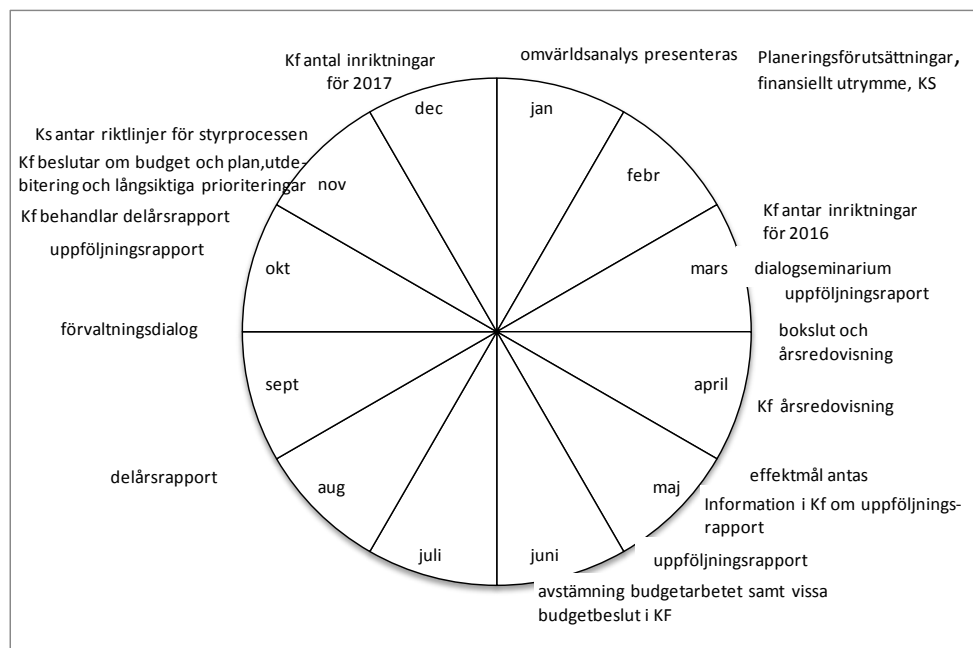 omvärldsanalys presenteras
Planeringsförutsättningar,
finansiellt utrymme, KS
Kf antal inriktningar
för 2017
dec
jan
Ks antar riktlinjer för styrprocessen
Kf beslutar om budget och plan,utde-
bitering och långsiktiga prioriteringar
nov
febr
Kf behandlar delårsrapport
uppföljningsrapport
okt
Kf antar inriktningar
för 2016
mars
dialogseminarium
uppföljningsraport
förvaltningsdialog
bokslut och
årsredovisning
sept
april
Kf årsredovisning
delårsrapport
aug
maj
effektmål antas
Information i Kf om uppföljnings-
rapport
juli
juni
uppföljningsrapport
avstämning budgetarbetet samt vissa
budgetbeslut i KF